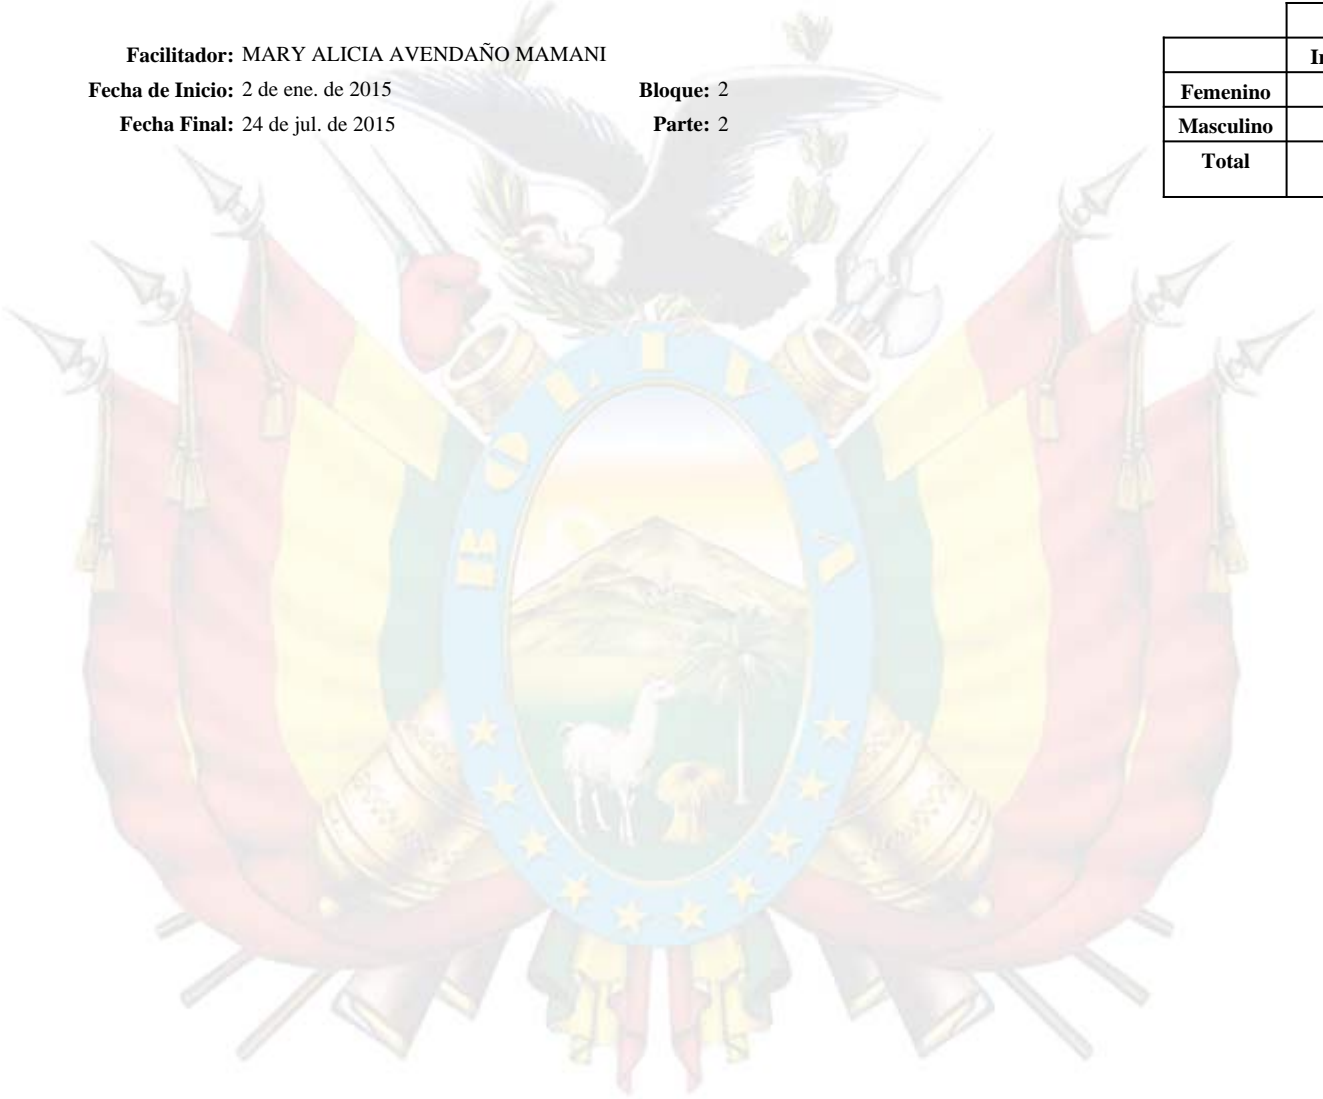 Facilitador: MARY ALICIA AVENDAÑO MAMANI
Fecha de Inicio: 2 de ene. de 2015 Bloque: 2
Fecha Final: 24 de jul. de 2015 Parte: 2
Femenino
Masculino
Total
BOLIVIA